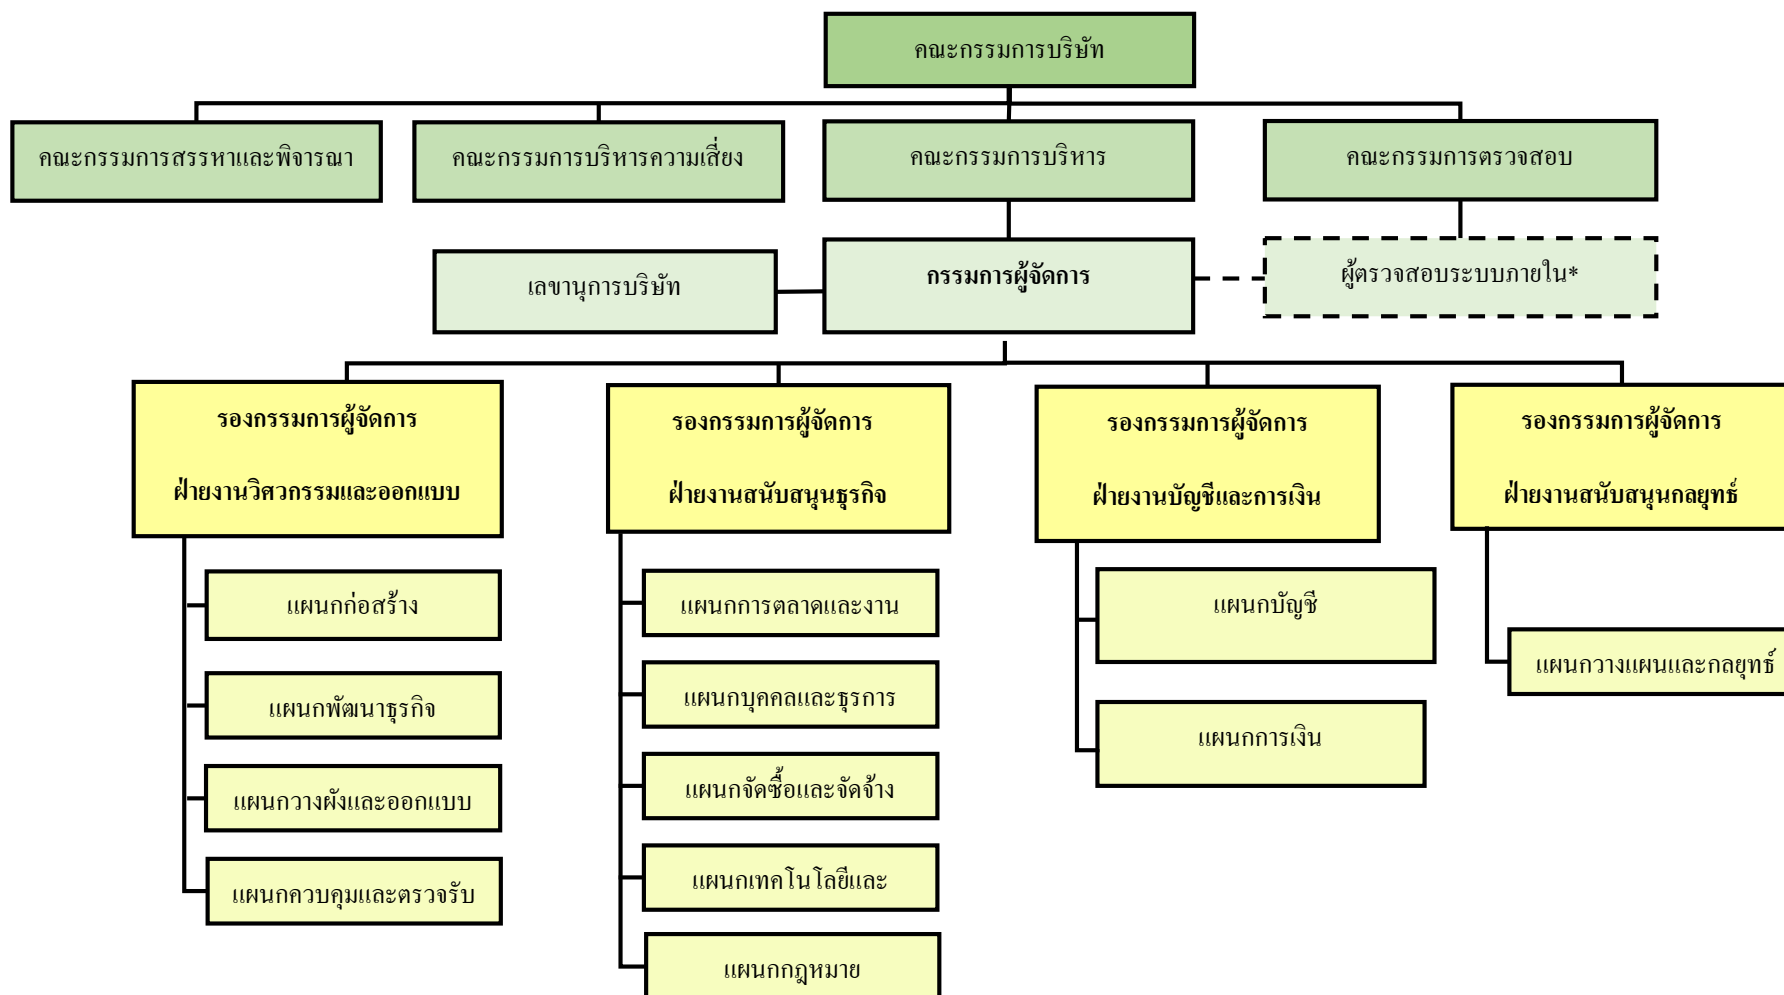 คณะกรรมการบริษัท
คณะกรรมการสรรหาและพิจารณา
คณะกรรมการบริหารความเสี่ยง
คณะกรรมการบริหาร
คณะกรรมการตรวจสอบ
เลขานุการบริษัท
กรรมการผู้จัดการ
ผู้ตรวจสอบระบบภายใน*
รองกรรมการผู้จัดการ
ฝ่ายงานวิศวกรรมและออกแบบ
รองกรรมการผู้จัดการ
ฝ่ายงานสนับสนุนธุรกิจ
รองกรรมการผู้จัดการ
ฝ่ายงานบัญชีและการเงิน
รองกรรมการผู้จัดการ
ฝ่ายงานสนับสนุนกลยุทธ์
แผนกก่อสร้าง
แผนกพัฒนาธุรกิจ
แผนกวางผังและออกแบบ
แผนกควบคุมและตรวจรับ
แผนกการตลาดและงาน
แผนกบุคคลและธุรการ
แผนกจัดซื้อและจัดจ้าง
แผนกเทคโนโลยีและ
แผนกกฎหมาย
แผนกบัญชี
แผนกการเงิน
แผนกวางแผนและกลยุทธ์